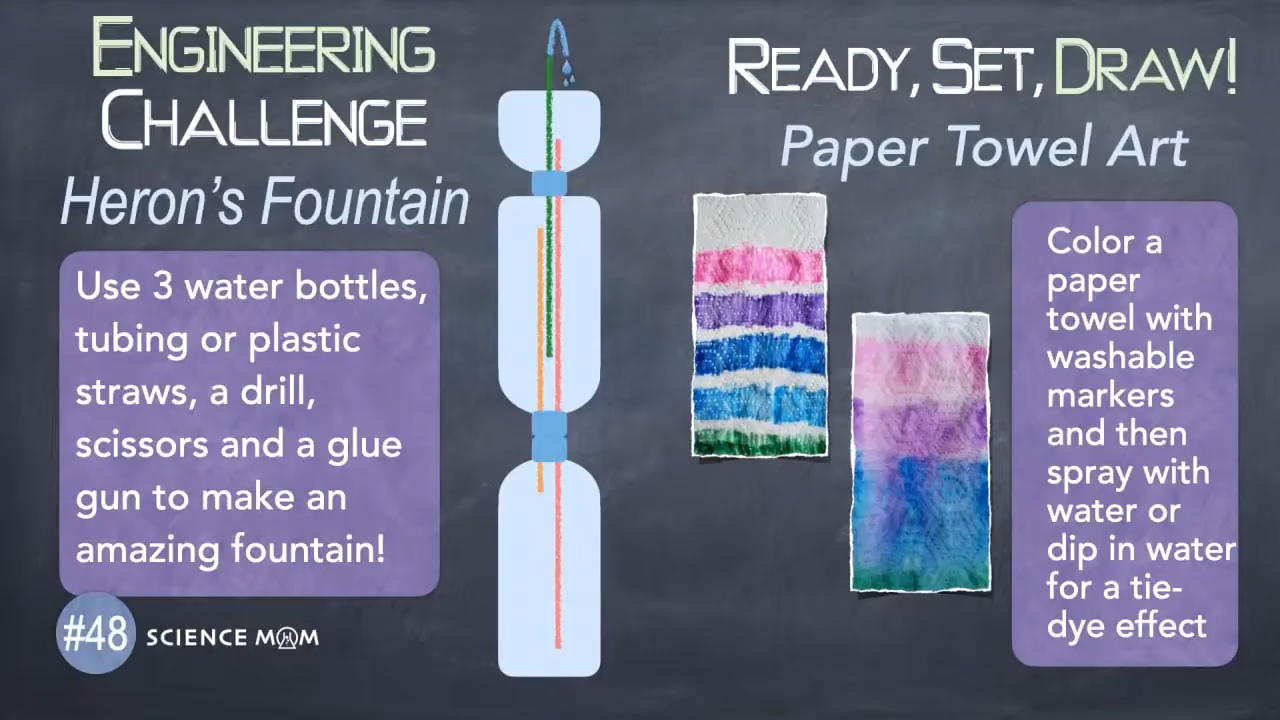 ENGINEERING
CHALLENGE
Heron's Fountain
Use 3 water bottles,
tubing or plastic
straws, a drill,
scissors and a glue
gun to make an
amazing fountain!
#48 SCIENCE MOM
READY, SET, DRAW!
Paper Towel Art
Color a
paper
towel with
washable
markers
and then
spray with
water or
dip in water
for a tie-
dye effect